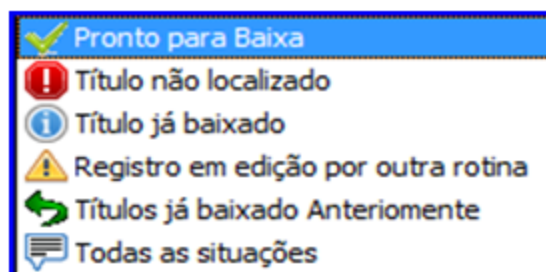 Pronto para Baixa
Título não localizado
Título já baixado
Registro em edição por outra rotina
Títulos já baixado Anteriomente
Todas as situações